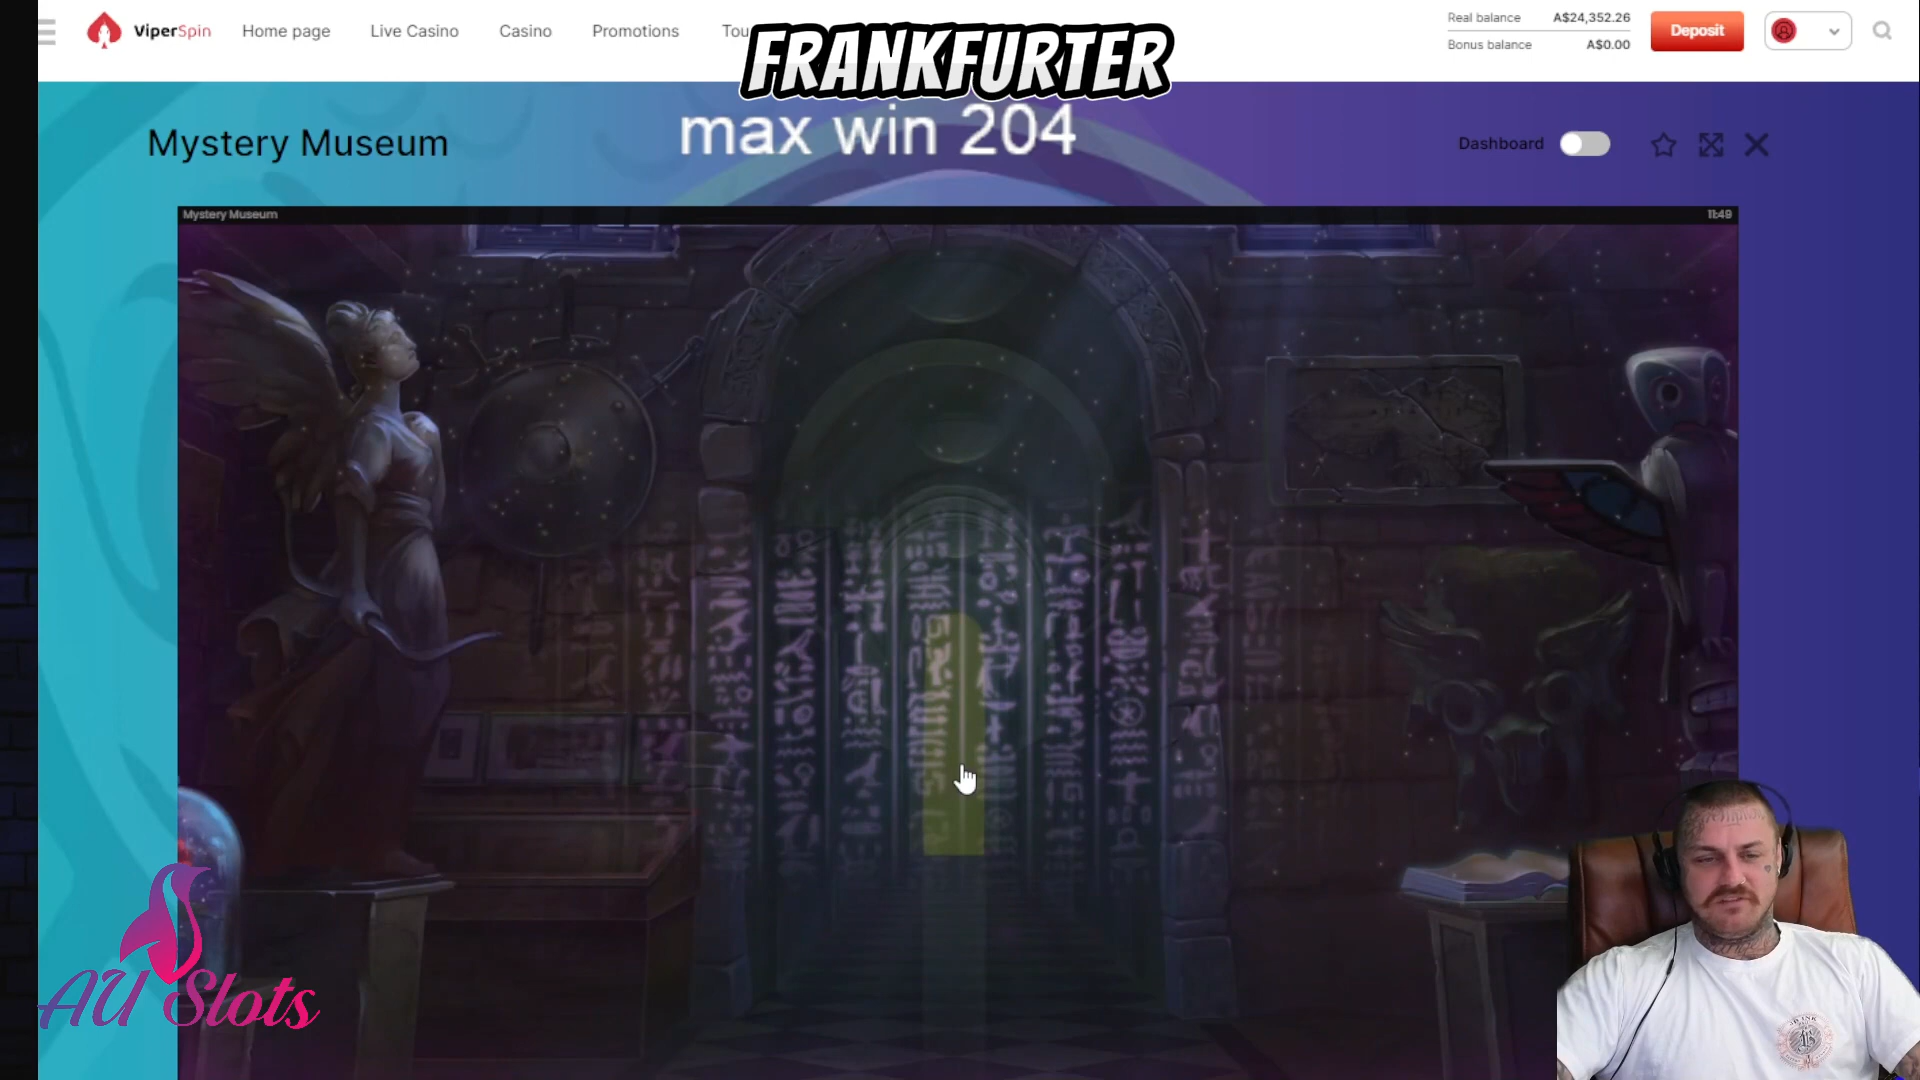 ViperSpin
Home page
Live Casino
Casino
Promotions
Tou
FRANKFURTER
Real balance A$24,352.26
Bonus balance A$0.00
Deposit
max win 204
Mystery Museum
Dashboard
Mystery Museum
11:49
AU Slots